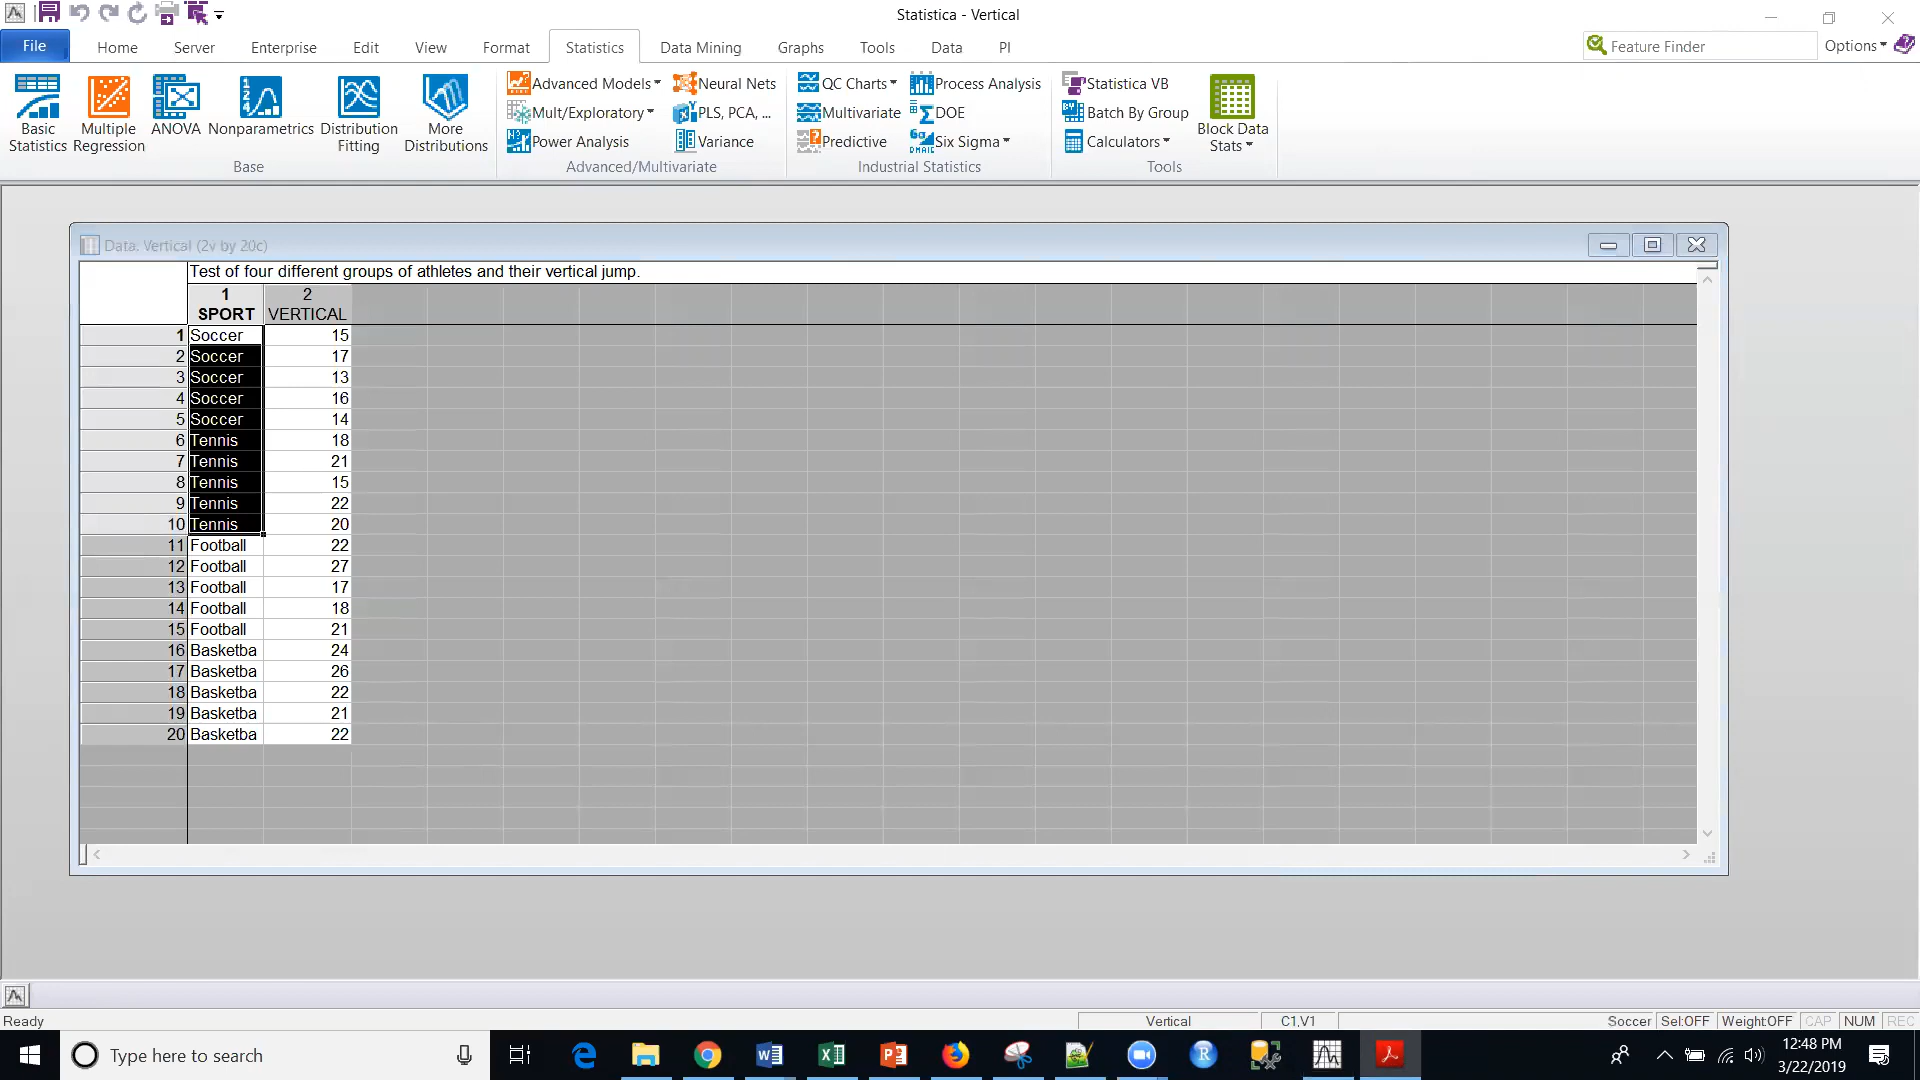 Statistica - Vertical
File Home Server Enterprise Edit View Format Statistics Data Mining Graphs Tools Data PI Feature Finder Options
Basic Statistics
Multiple Regression
ANOVA
Nonparametrics
Distribution Fitting
More Distributions
Base
Advanced Models
Neural Nets
Mult/Exploratory
PLS, PCA, ...
Power Analysis
Variance
Advanced/Multivariate
QC Charts
Process Analysis
Multivariate
DOE
Predictive
Six Sigma
Industrial Statistics
Statistica VB
Batch By Group
Calculators
Block Data Stats
Tools
Data: Vertical (2v by 20c)
Test of four different groups of athletes and their vertical jump.
1 2
SPORT VERTICAL
1 Soccer 15
2 Soccer 17
3 Soccer 13
4 Soccer 16
5 Soccer 14
6 Tennis 18
7 Tennis 21
8 Tennis 15
9 Tennis 22
10 Tennis 20
11 Football 22
12 Football 27
13 Football 17
14 Football 18
15 Football 21
16 Basketba 24
17 Basketba 26
18 Basketba 22
19 Basketba 21
20 Basketba 22
Ready Vertical C1,V1 Soccer Sel:OFF Weight:OFF CAP NUM REC
Type here to search
12:48 PM
3/22/2019